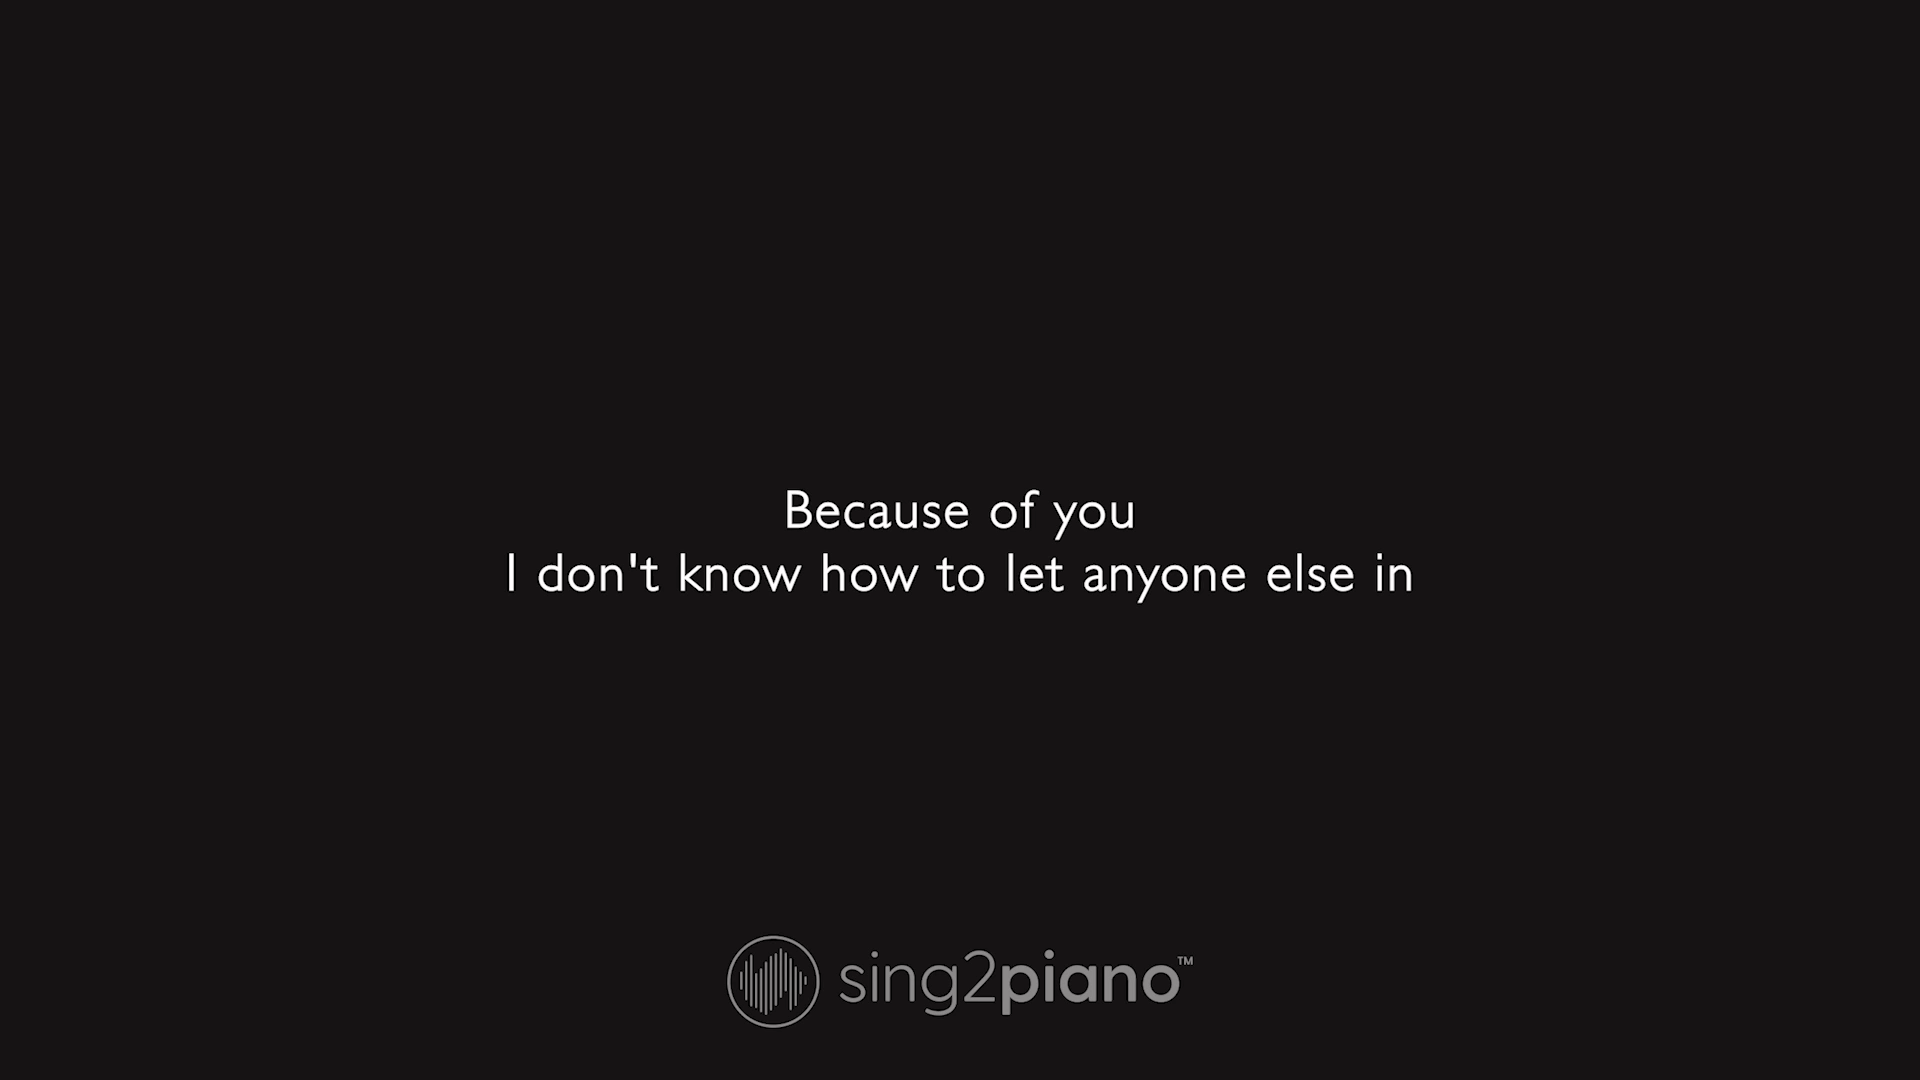 Because of you
I don't know how to let anyone else in
sing2piano™